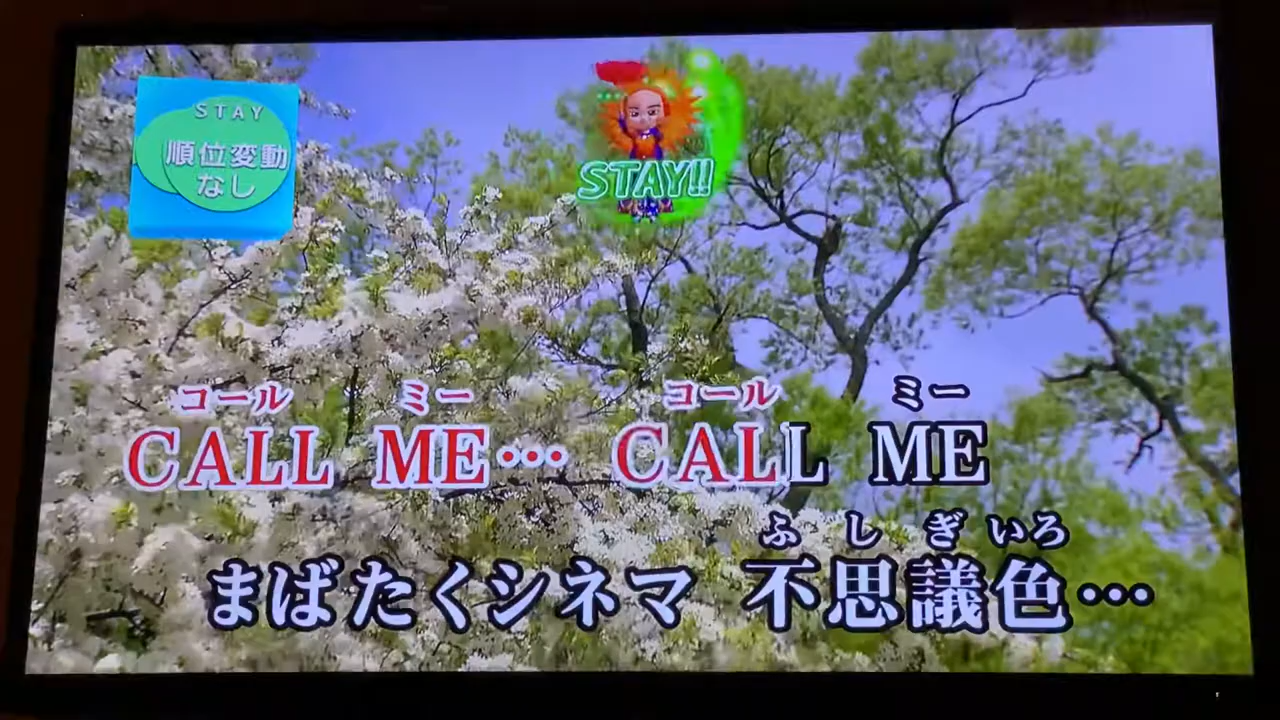 STAY
順位変動
なし
STAY!!
コール ミー コール ミー
CALL ME… CALL ME
ふしぎいろ
まばたくシネマ 不思議色…